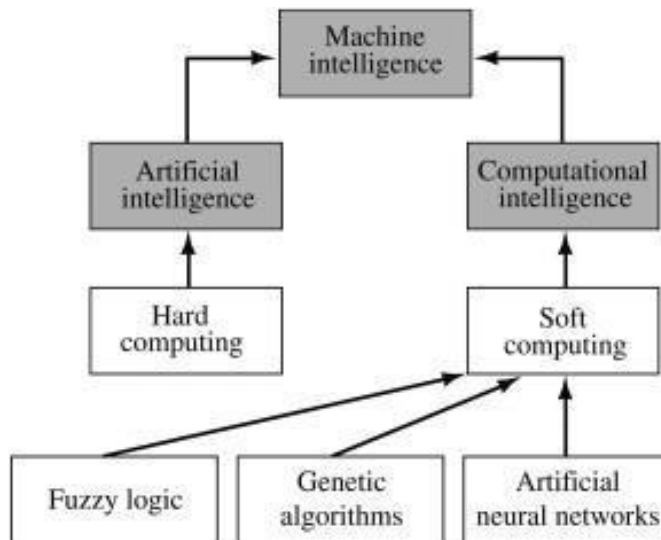 Machine
intelligence
Artificial
intelligence
Computational
intelligence
Hard
computing
Soft
computing
Fuzzy logic
Genetic
algorithms
Artificial
neural networks